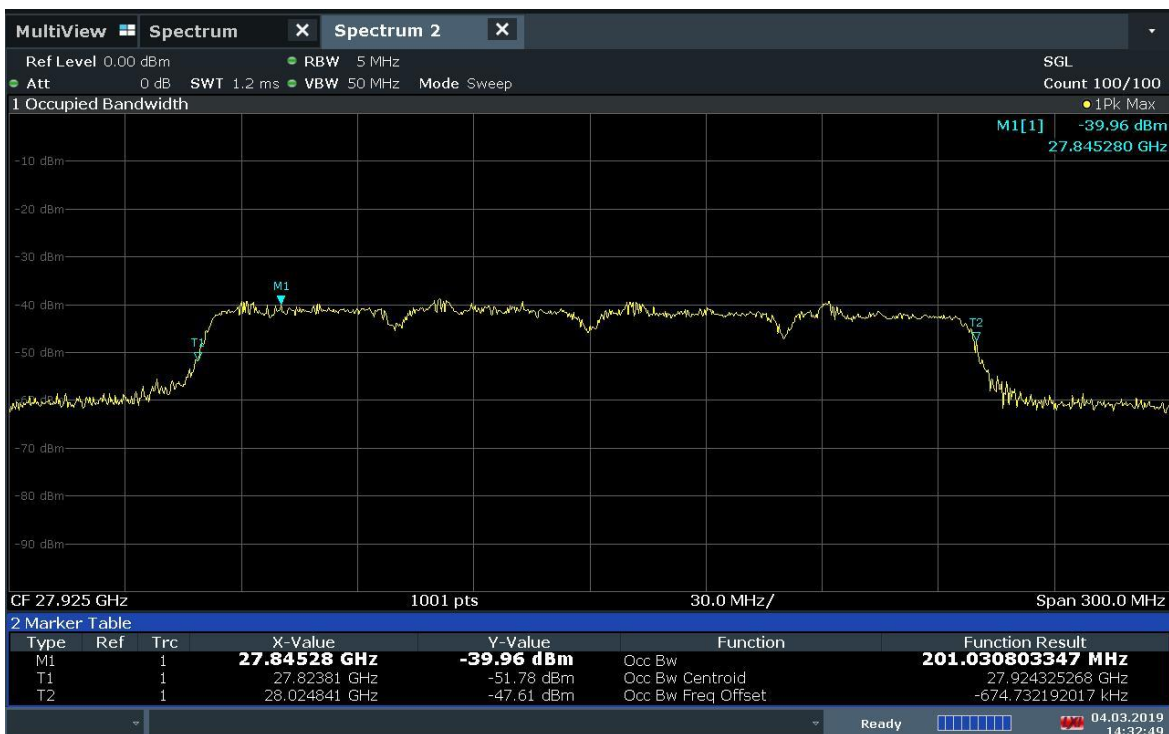 MultiView Spectrum X Spectrum 2 X
Ref Level 0.00 dBm RBW 5 MHz SGL
Att 0 dB SWT 1.2 ms VBW 50 MHz Mode Sweep Count 100/100
1 Occupied Bandwidth 1Pk Max
M1[1] -39.96 dBm
27.845280 GHz
-10 dBm
-20 dBm
-30 dBm
M1
-40 dBm
T1
T2
-50 dBm
-70 dBm
-80 dBm
-90 dBm
CF 27.925 GHz 1001 pts 30.0 MHz/ Span 300.0 MHz
2 Marker Table
Type Ref Trc X-Value Y-Value Function Function Result
M1 1 27.84528 GHz -39.96 dBm Occ Bw 201.030803347 MHz
T1 1 27.82381 GHz -51.78 dBm Occ Bw Centroid 27.924325268 GHz
T2 1 28.024841 GHz -47.61 dBm Occ Bw Freq Offset -674.732192017 kHz
Ready 04.03.2019
14:32:49